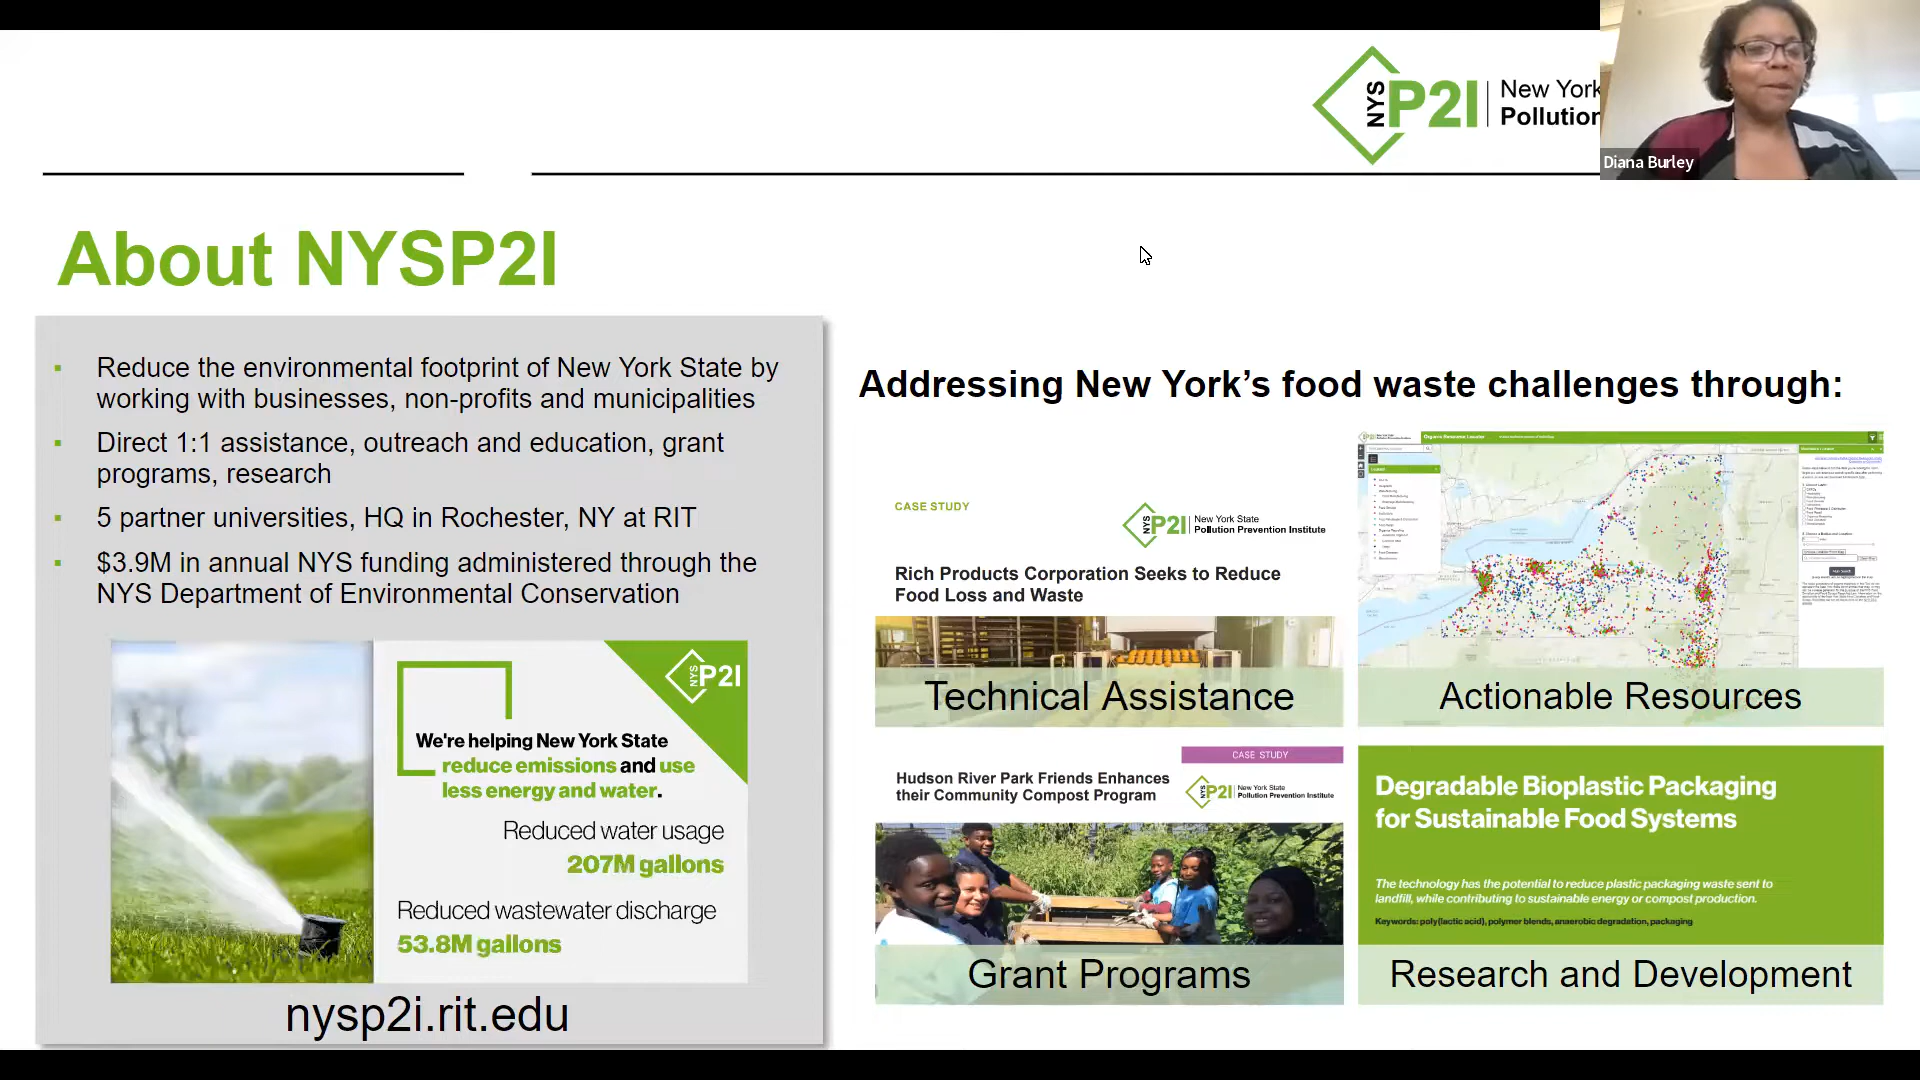 NYS P2I
New York
Pollution
Diana Burley
About NYSP2I
Reduce the environmental footprint of New York State by
working with businesses, non-profits and municipalities
Direct 1:1 assistance, outreach and education, grant
programs, research
5 partner universities, HQ in Rochester, NY at RIT
$3.9M in annual NYS funding administered through the
NYS Department of Environmental Conservation
NYS P2I
We're helping New York State
reduce emissions and use
less energy and water.
Reduced water usage
207M gallons
Reduced wastewater discharge
53.8M gallons
nysp2i.rit.edu
Addressing New York's food waste challenges through:
CASE STUDY
NYS P2I
New York State
Pollution Prevention Institute
Rich Products Corporation Seeks to Reduce
Food Loss and Waste
Technical Assistance
P2I
Organic Resource Locator
Actionable Resources
CASE STUDY
Hudson River Park Friends Enhances
their Community Compost Program
NYS P2I
New York State
Pollution Prevention Institute
Grant Programs
Degradable Bioplastic Packaging
for Sustainable Food Systems
The technology has the potential to reduce plastic packaging waste sent to
landfill, while contributing to sustainable energy or compost production.
Keywords: poly(lactic acid), polymer blends, anaerobic degradation, packaging
Research and Development